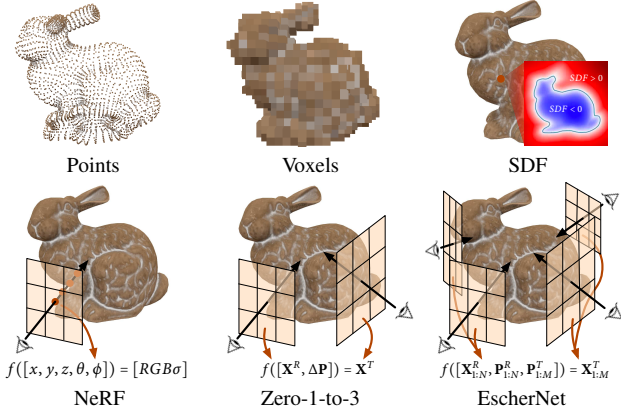 SDF > 0
SDF < 0
Points
Voxels
SDF
f([x, y, z, θ, ϕ]) = [RGBσ]
f([X^R, ΔP]) = X^T
f([X^R_{1:N}, P^R_{1:N}, P^T_{1:M}]) = X^T_{1:M}
NeRF
Zero-1-to-3
EscherNet